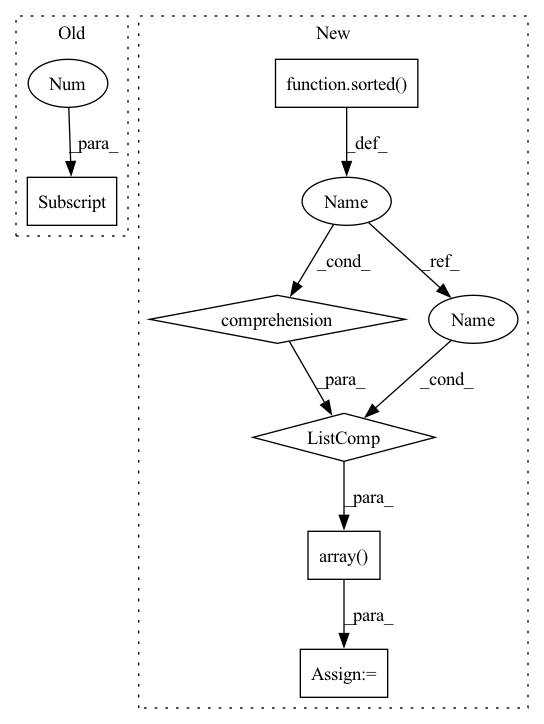 Old
New
Num
function.sorted()
_para_
_def_
Subscript
Name
_cond_
_ref_
comprehension
Name
_para_
_cond_
ListComp
_para_
array()
_para_
Assign:=